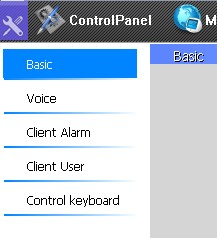 ControlPanel M
Basic
Basic
Voice
Client Alarm
Client User
Control keyboard